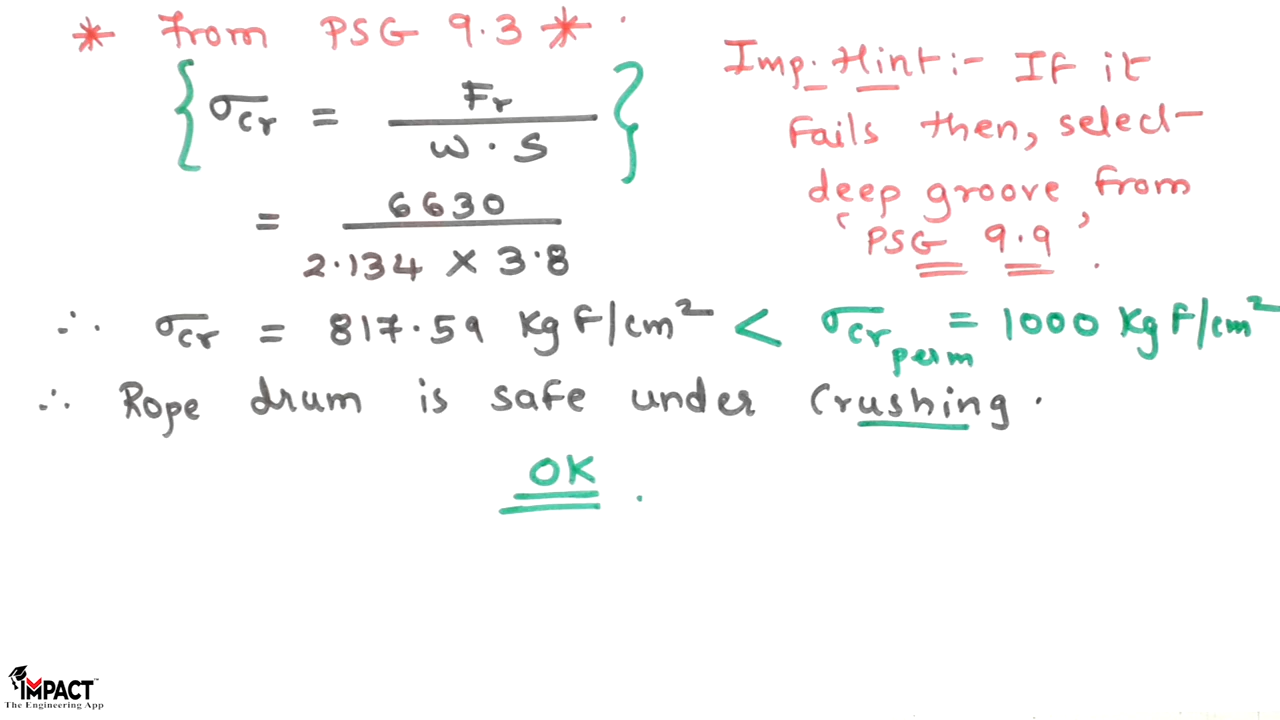 * From PSG 9.3 *
{ σcr = Fr / w · s }
= 6630 / 2.134 × 3.8
∴ σcr = 817.59 kgF/cm² < σcr perm = 1000 kgF/cm²
∴ Rope drum is safe under Crushing.
OK.
Imp. Hint:- IF it
Fails then, select
deep groove from
'PSG 9.9'.
IMPACT™
The Engineering App